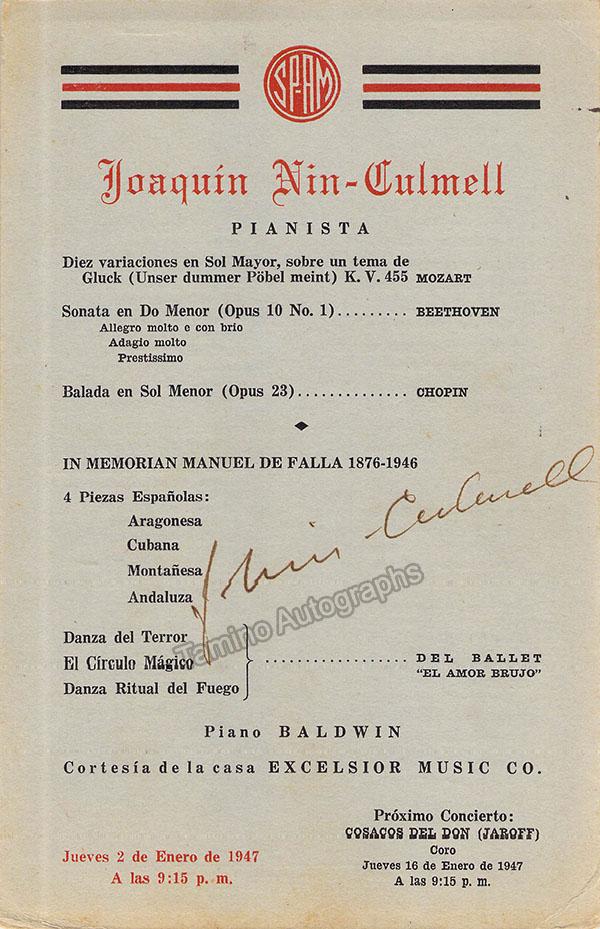 SP-AM
Joaquín Nin-Culmell
PIANISTA
Diez variaciones en Sol Mayor, sobre un tema de
Gluck (Unser dummer Pöbel meint) K. V. 455 MOZART
Sonata en Do Menor (Opus 10 No. 1)......... BEETHOVEN
Allegro molto e con brio
Adagio molto
Prestissimo
Balada en Sol Menor (Opus 23).............. CHOPIN
IN MEMORIAN MANUEL DE FALLA 1876-1946
4 Piezas Españolas:
Aragonesa
Cubana
Montañesa
Andaluza
J. Nin-Culmell
Tamino Autographs
Danza del Terror
El Círculo Mágico .................. DEL BALLET
"EL AMOR BRUJO"
Danza Ritual del Fuego
Piano BALDWIN
Cortesía de la casa EXCELSIOR MUSIC CO.
Próximo Concierto:
COSACOS DEL DON (JAROFF)
Coro
Jueves 16 de Enero de 1947
A las 9:15 p. m.
Jueves 2 de Enero de 1947
A las 9:15 p. m.